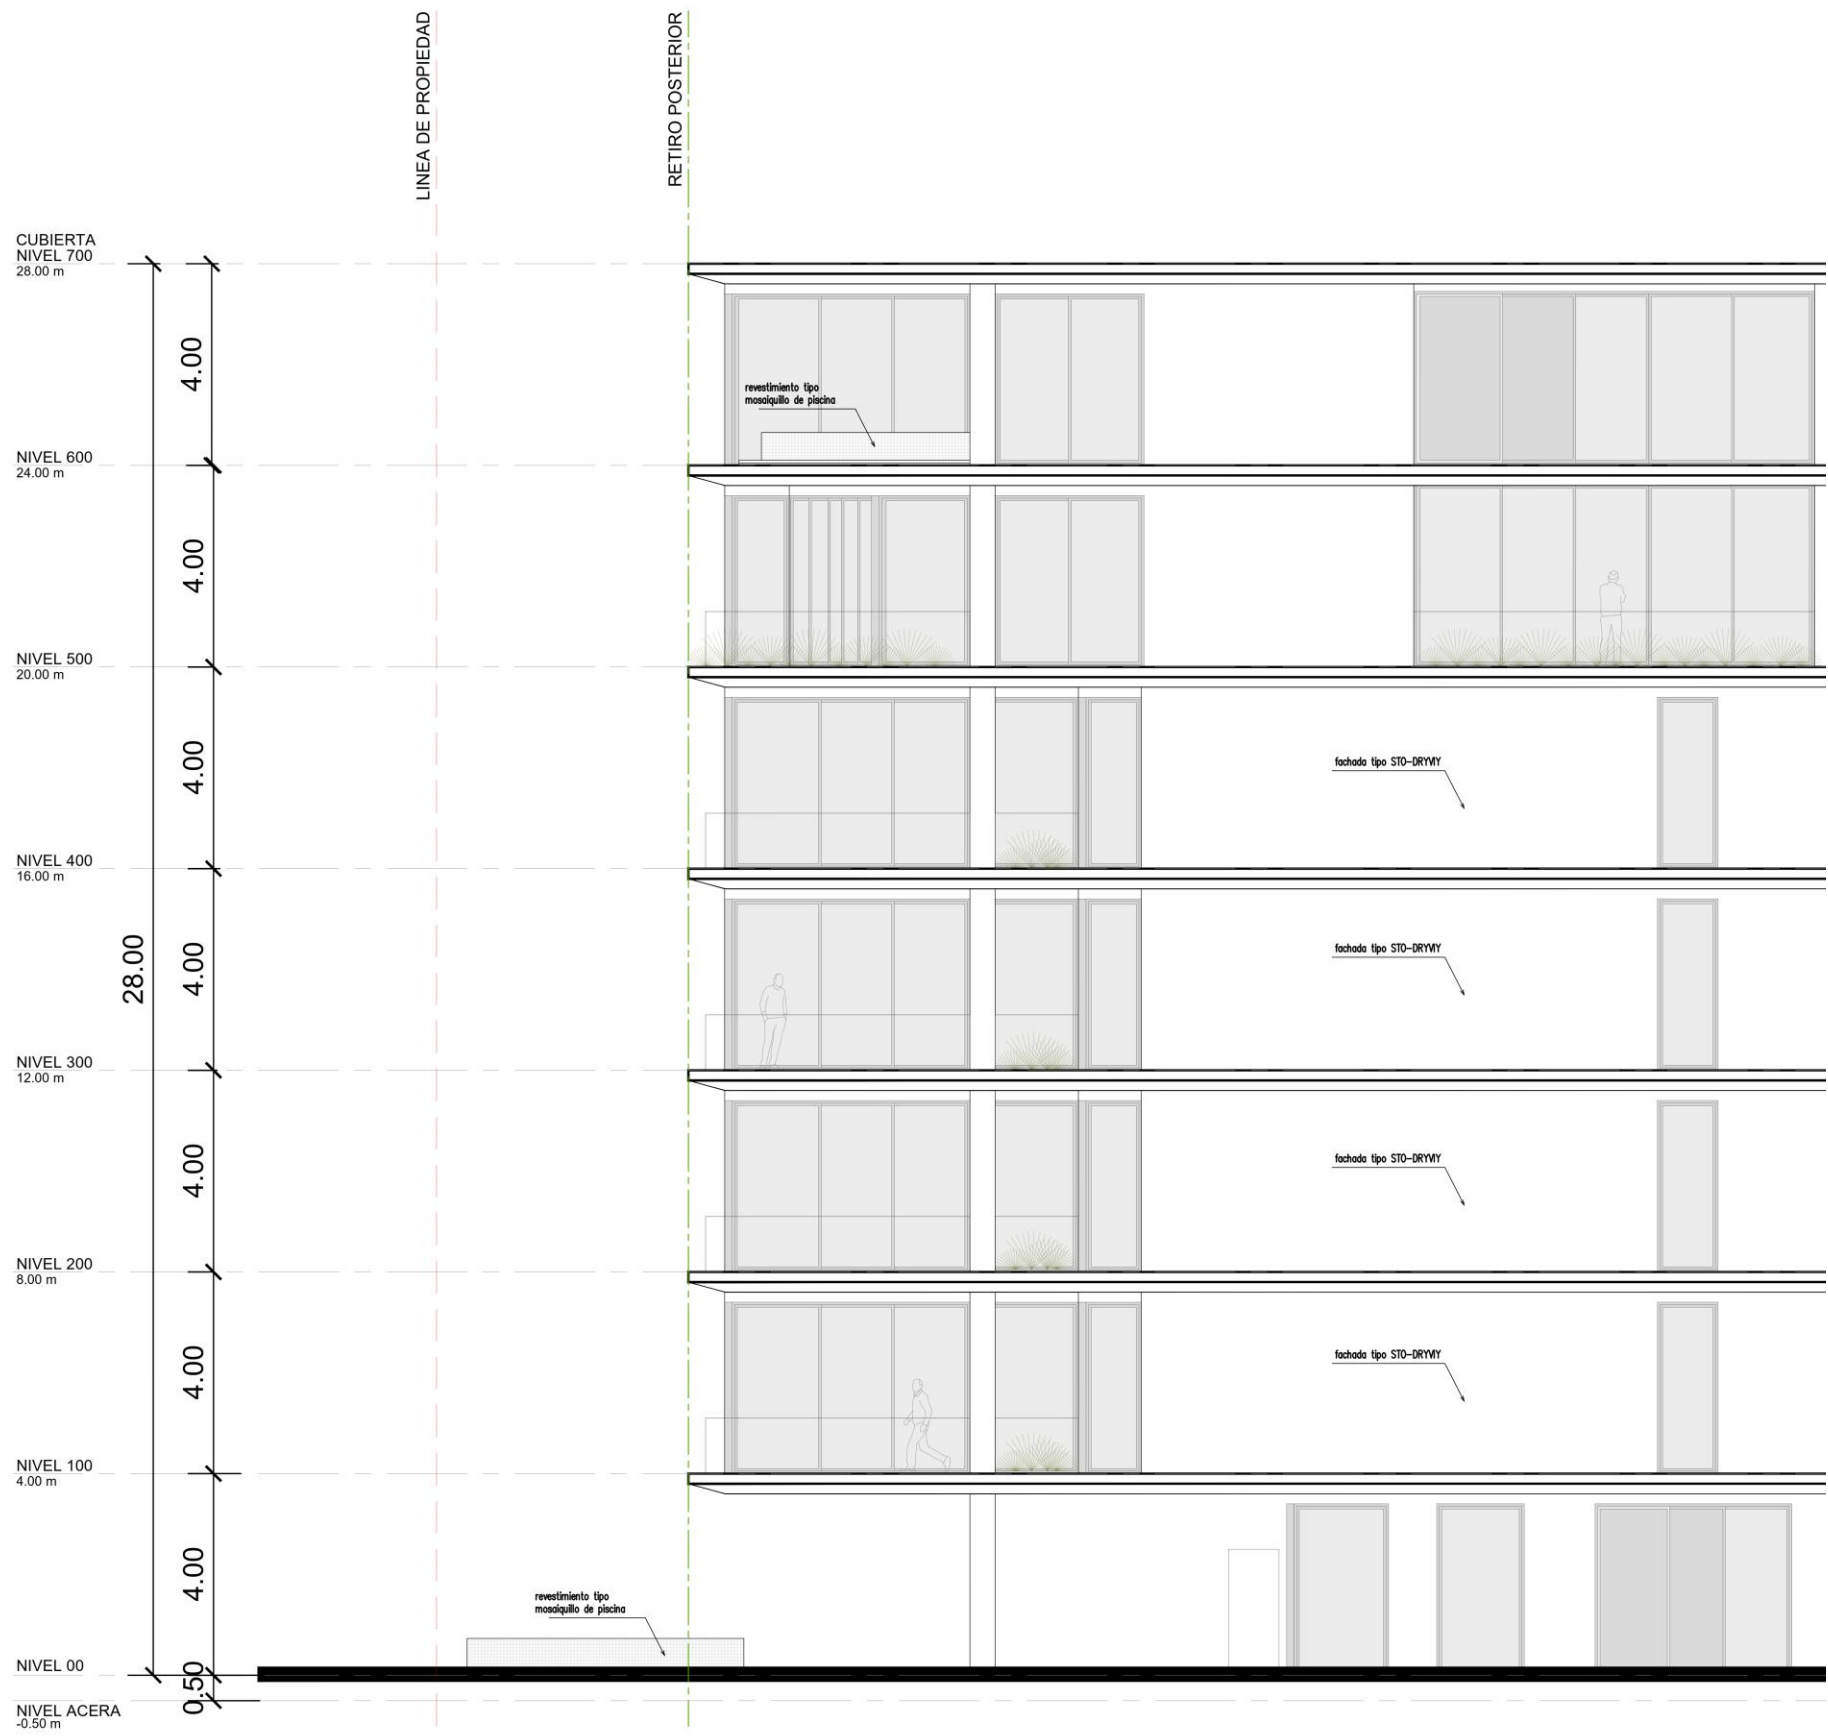 LINEA DE PROPIEDAD
RETIRO POSTERIOR
CUBIERTA
NIVEL 700
28.00 m
4.00
revestimiento tipo
mosaiquillo de piscina
NIVEL 600
24.00 m
4.00
NIVEL 500
20.00 m
4.00
fachada tipo STO-DRYVIY
NIVEL 400
16.00 m
28.00
4.00
fachada tipo STO-DRYVIY
NIVEL 300
12.00 m
4.00
fachada tipo STO-DRYVIY
NIVEL 200
8.00 m
4.00
fachada tipo STO-DRYVIY
NIVEL 100
4.00 m
4.00
revestimiento tipo
mosaiquillo de piscina
NIVEL 00
0.50
NIVEL ACERA
-0.50 m